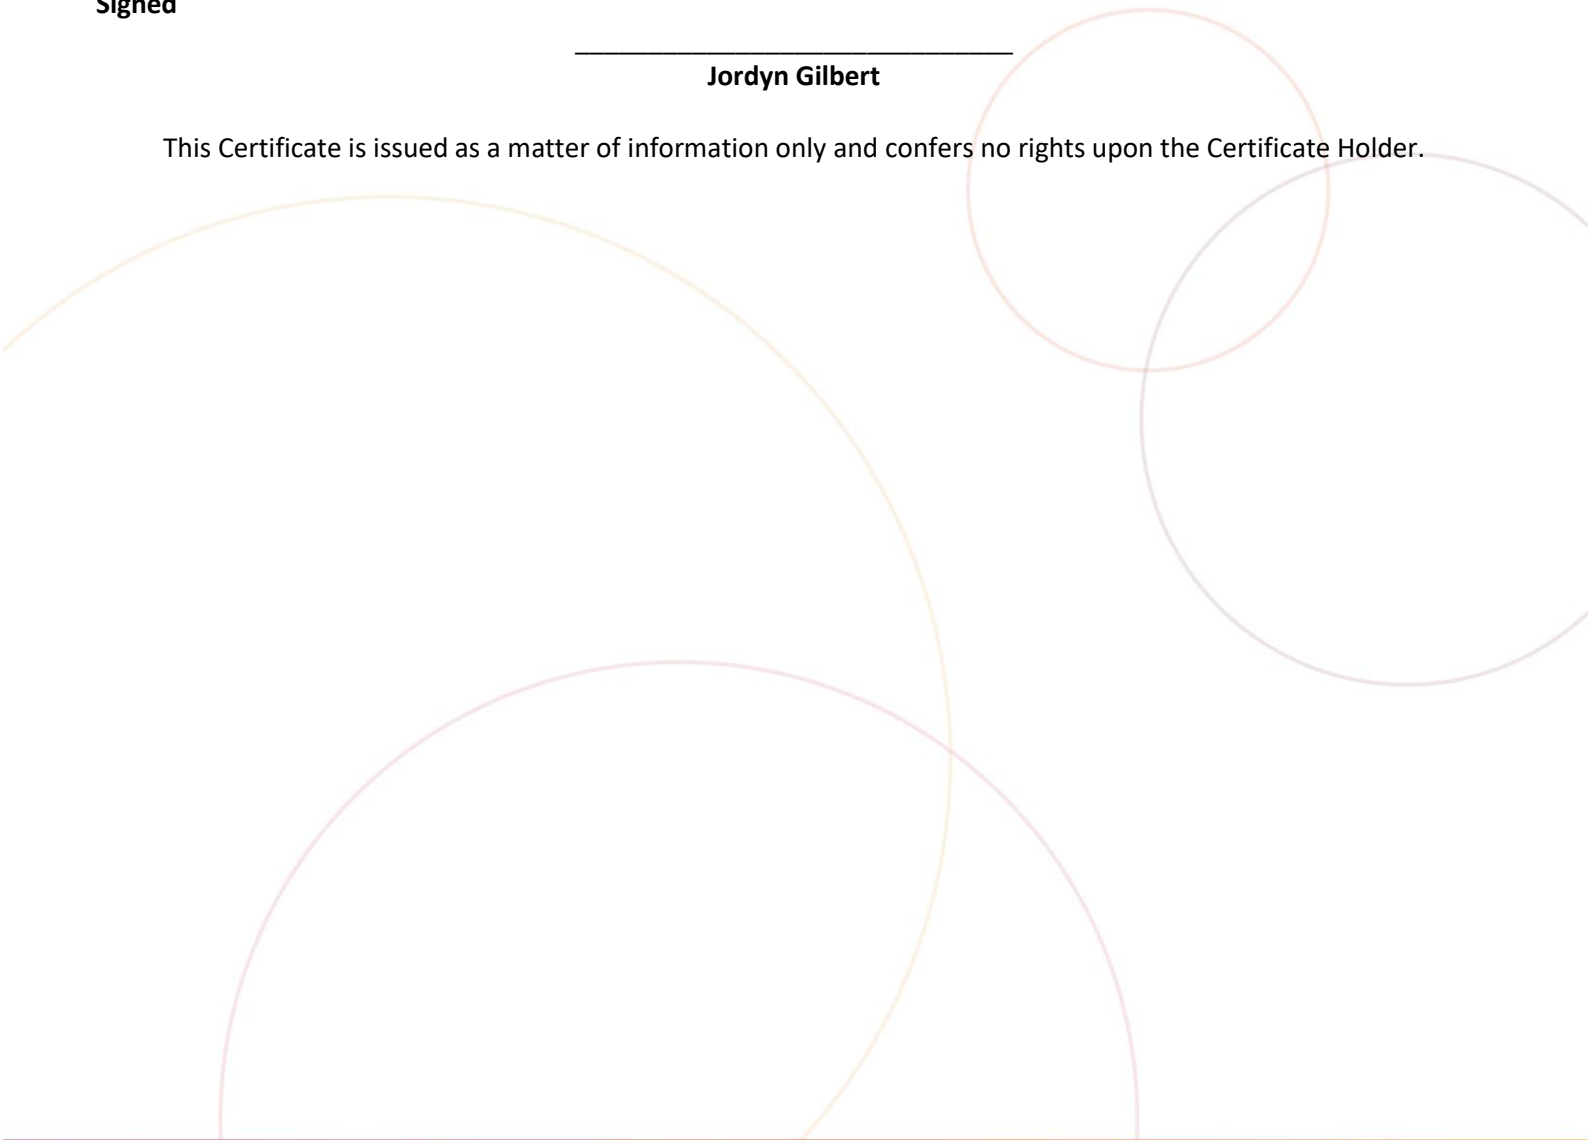 Signed
______________________________
Jordyn Gilbert
This Certificate is issued as a matter of information only and confers no rights upon the Certificate Holder.